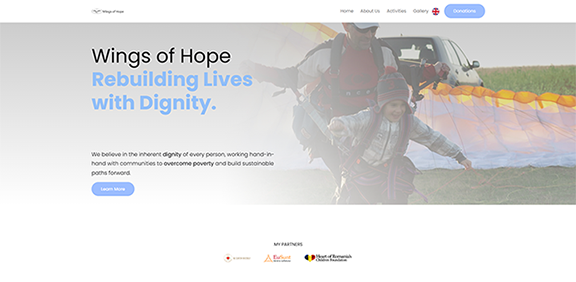 Wings of Hope
Home About Us Activities Gallery Donations
Wings of Hope
Rebuilding Lives
with Dignity.
We believe in the inherent dignity of every person, working hand-in-
hand with communities to overcome poverty and build sustainable
paths forward.
Learn More
MY PARTNERS
Heart of Romania's
Children Foundation